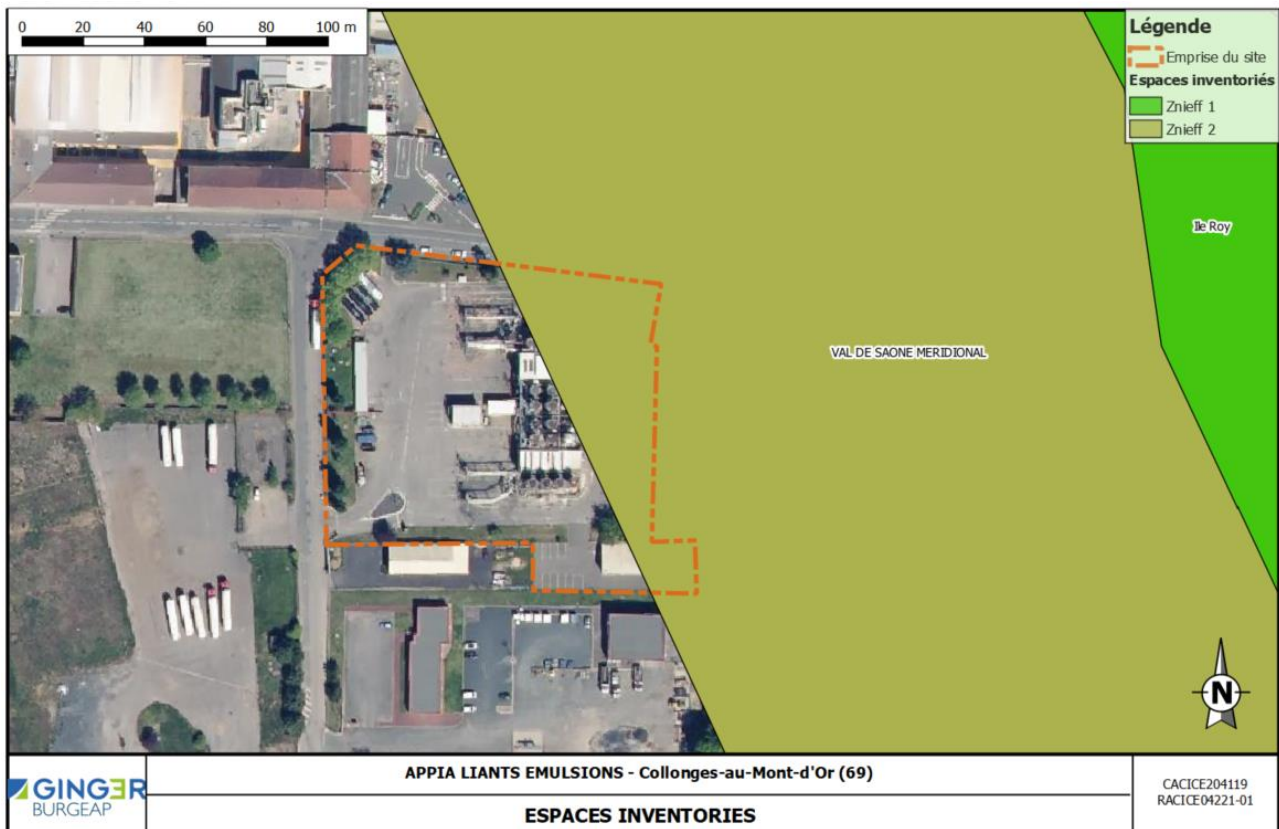 0 20 40 60 80 100 m
Légende
Emprise du site
Espaces inventoriés
Znieff 1
Znieff 2
Ile Roy
VAL DE SAONE MERIDIONAL
N
GINGER
BURGEAP
APPIA LIANTS EMULSIONS - Collonges-au-Mont-d'Or (69)
ESPACES INVENTORIES
CACICE204119
RACICE04221-01